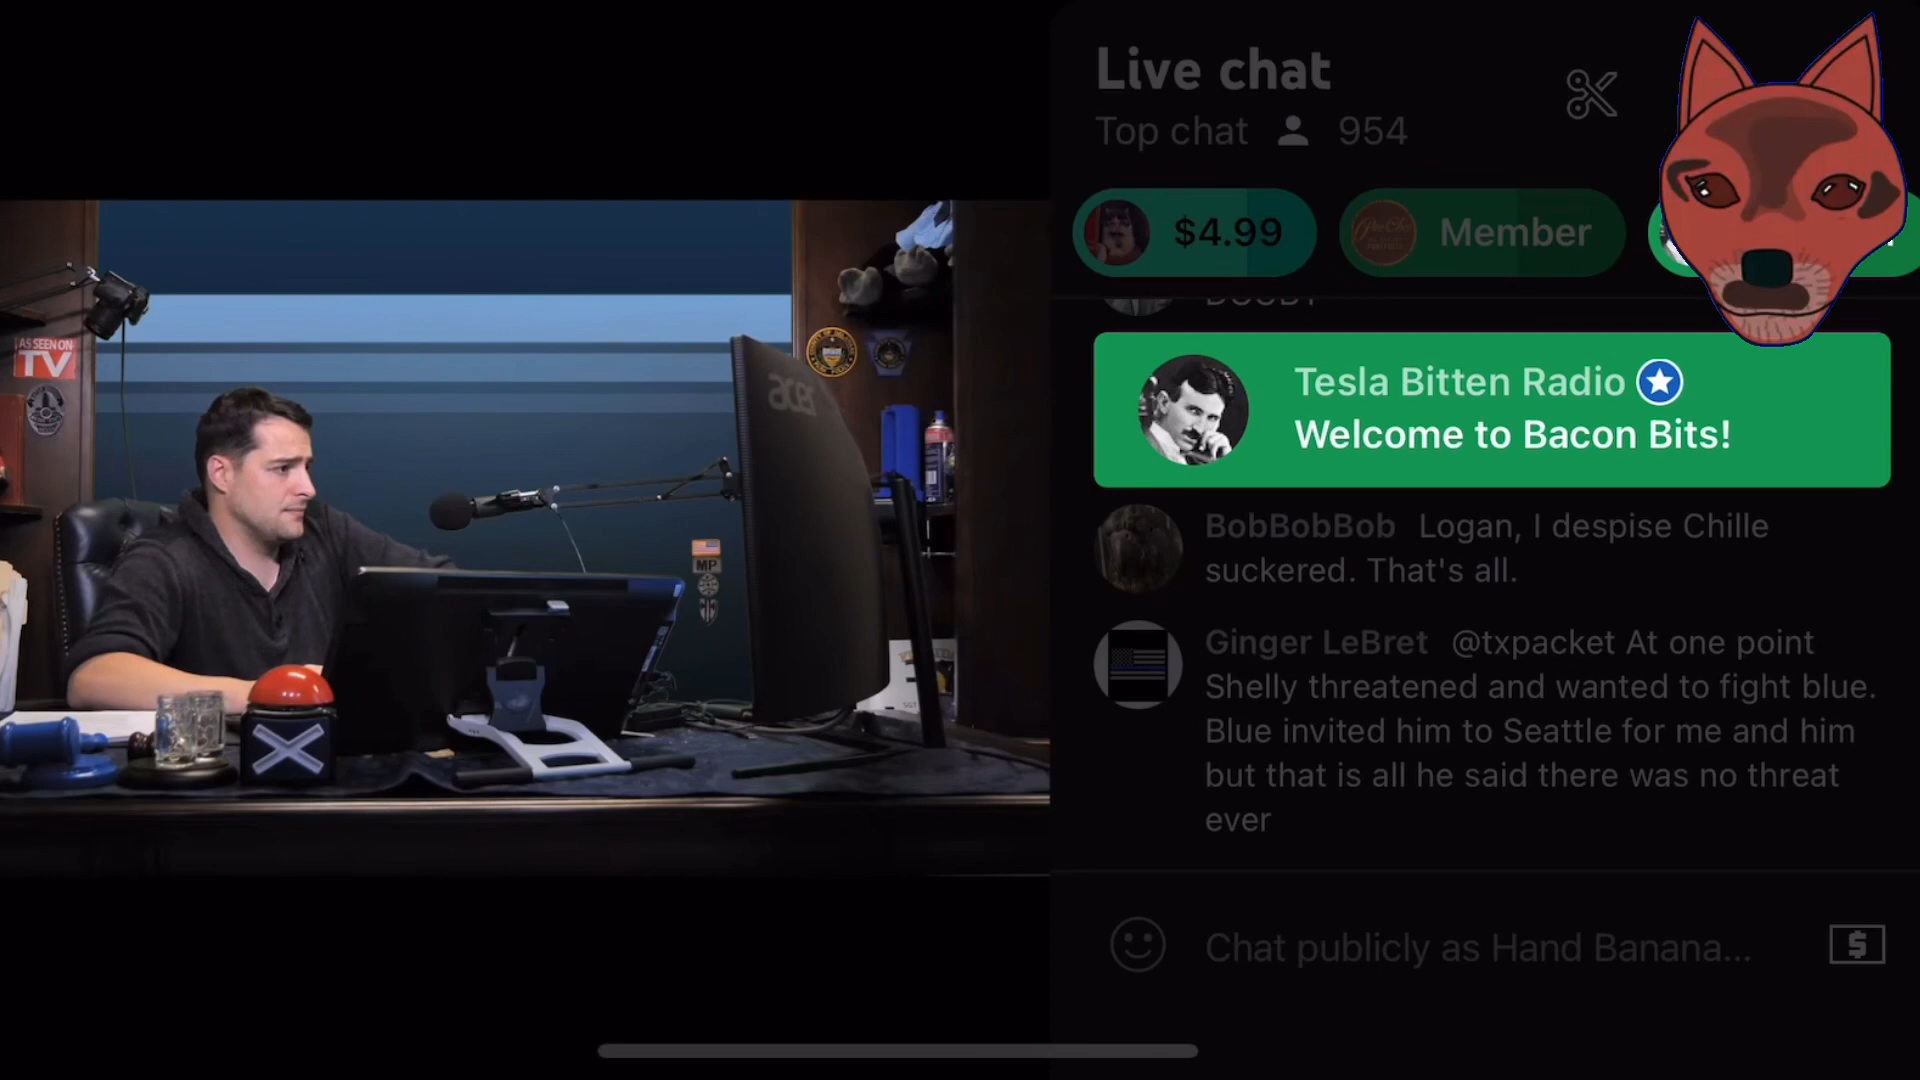 Live chat
Top chat 954
$4.99
Member
Tesla Bitten Radio
Welcome to Bacon Bits!
BobBobBob Logan, I despise Chille
suckered. That's all.
Ginger LeBret @txpacket At one point
Shelly threatened and wanted to fight blue.
Blue invited him to Seattle for me and him
but that is all he said there was no threat
ever
Chat publicly as Hand Banana...
$
AS SEEN ON
TV
acer
MP